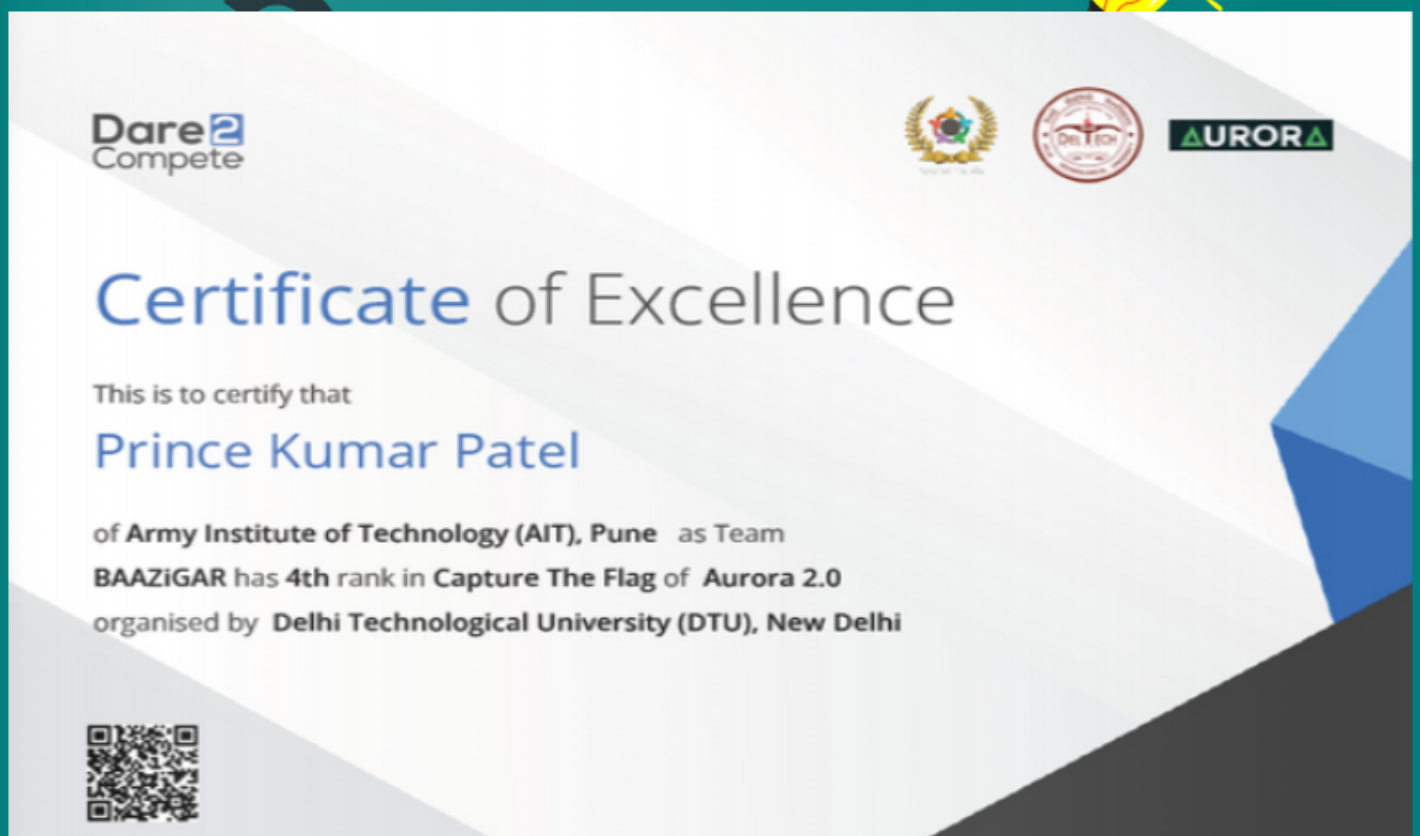 Dare2
Compete
DELTECH
AURORA
Certificate of Excellence
This is to certify that
Prince Kumar Patel
of Army Institute of Technology (AIT), Pune as Team
BAAZiGAR has 4th rank in Capture The Flag of Aurora 2.0
organised by Delhi Technological University (DTU), New Delhi